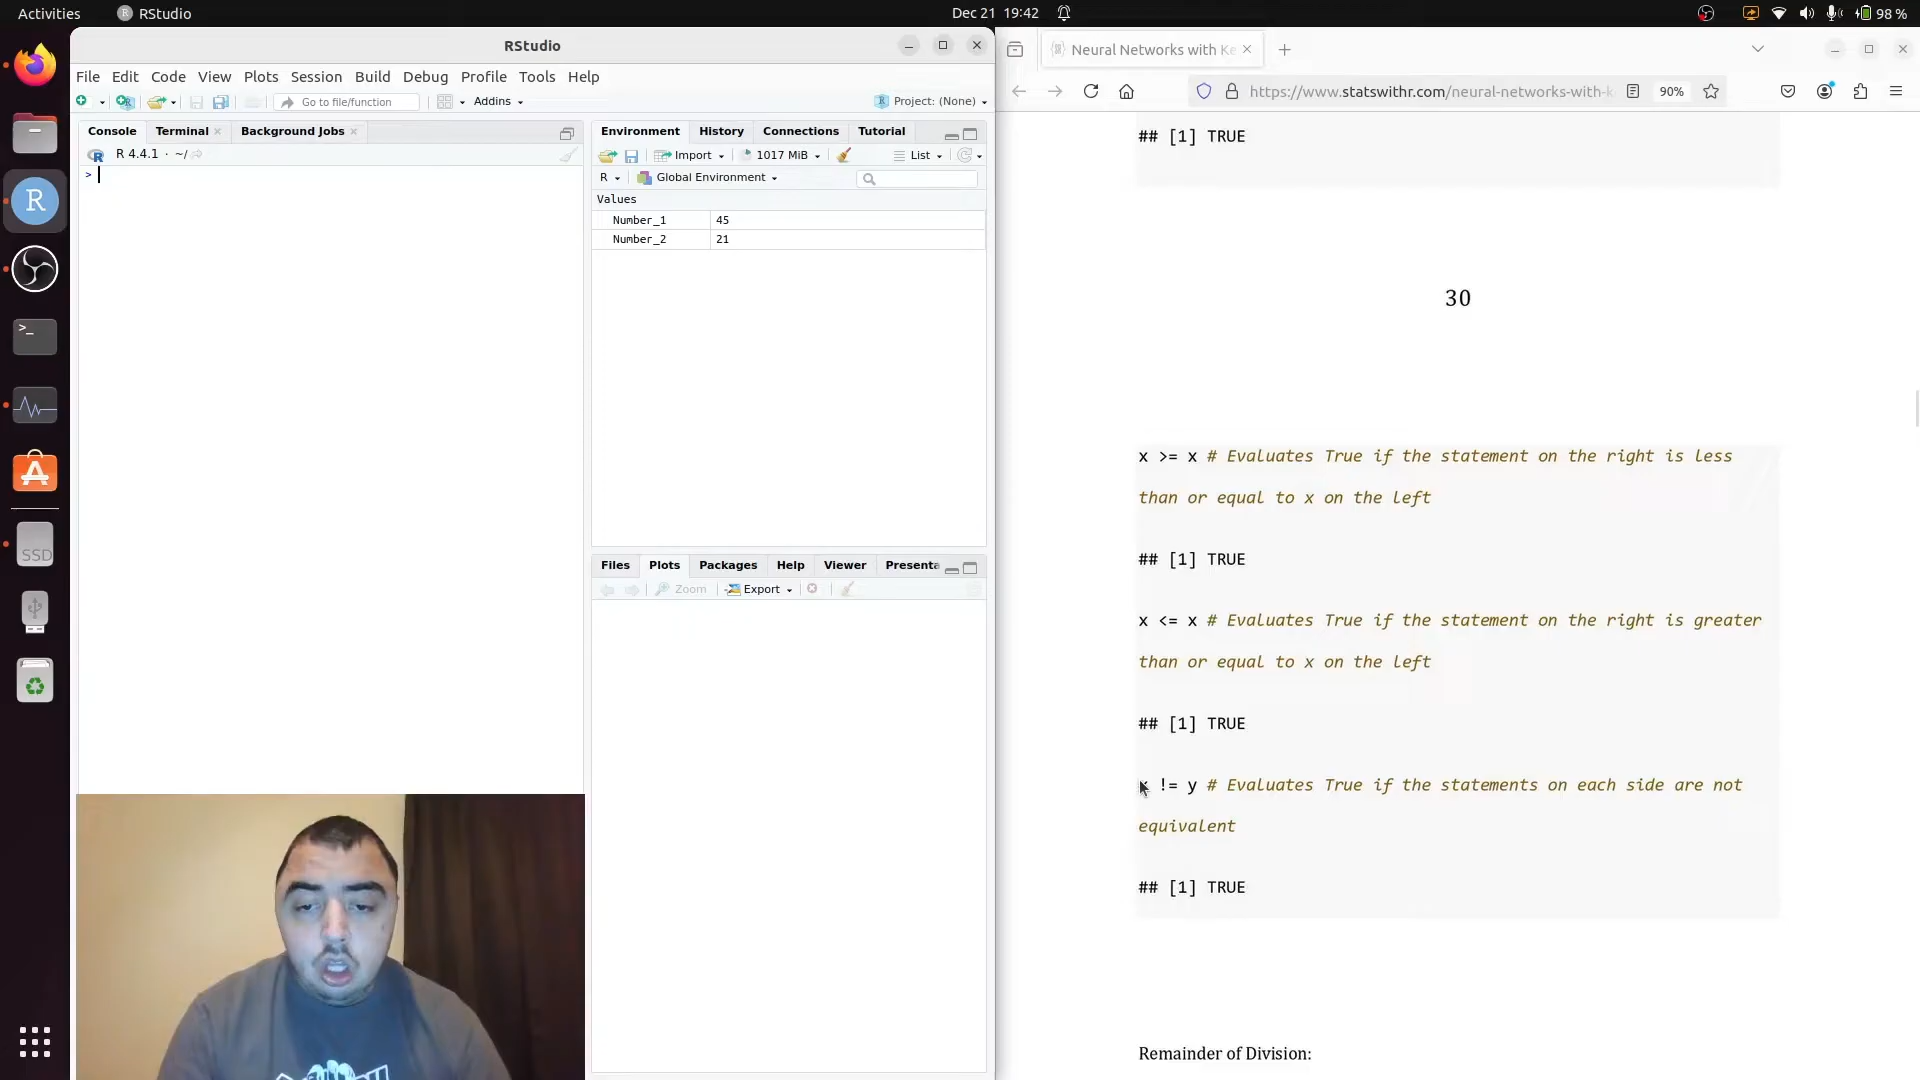 Activities
RStudio
Dec 21 19:42
98 %
RStudio
File Edit Code View Plots Session Build Debug Profile Tools Help
Go to file/function
Addins
Project: (None)
Console Terminal Background Jobs
R 4.4.1 · ~/
>
Environment History Connections Tutorial
Import 1017 MiB List
R Global Environment
Values
Number_1 45
Number_2 21
Files Plots Packages Help Viewer Presenta
Zoom Export
SSD
Neural Networks with Ke
https://www.statswithr.com/neural-networks-with-k
90%
## [1] TRUE
30
x >= x # Evaluates True if the statement on the right is less
than or equal to x on the left
## [1] TRUE
x <= x # Evaluates True if the statement on the right is greater
than or equal to x on the left
## [1] TRUE
x != y # Evaluates True if the statements on each side are not
equivalent
## [1] TRUE
Remainder of Division: